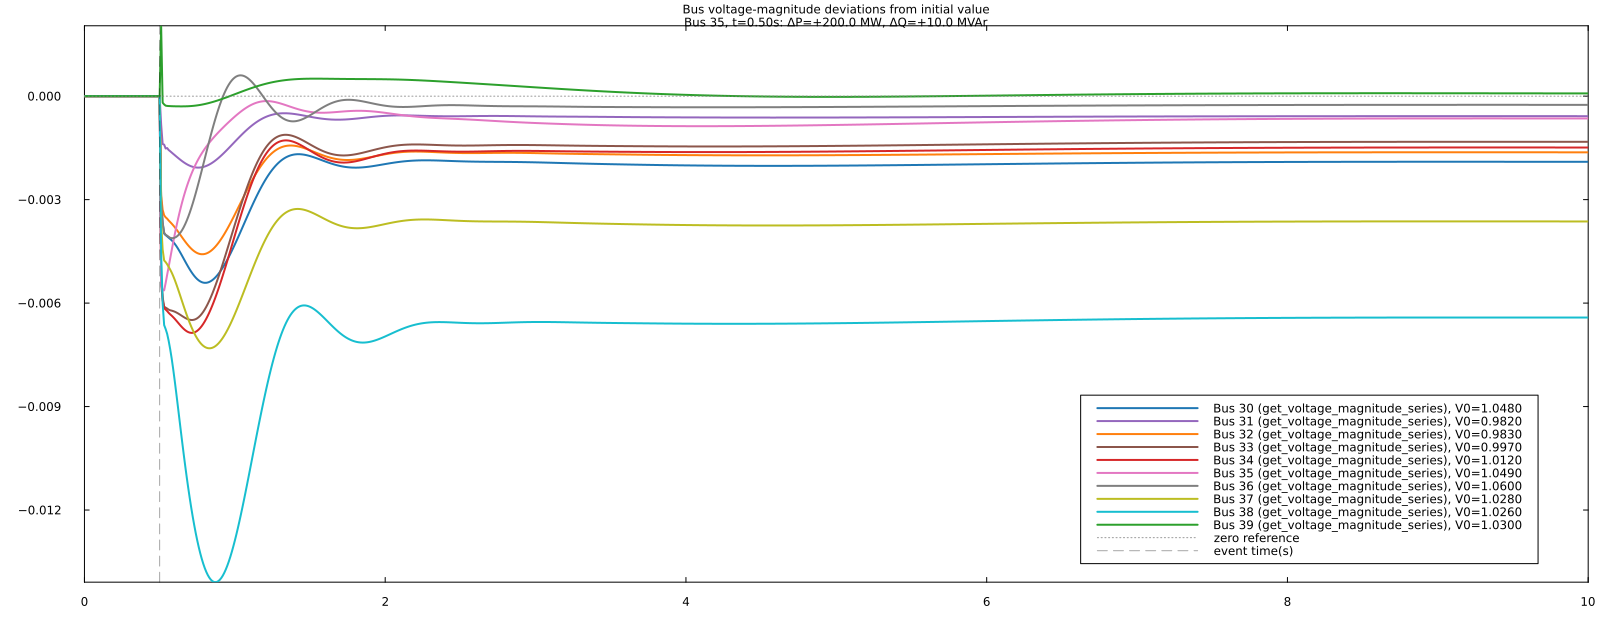 Bus voltage-magnitude deviations from initial value
Bus 35, t=0.50s: ΔP=+200.0 MW, ΔQ=+10.0 MVAr
0.000
−0.003
−0.006
−0.009
−0.012
0 2 4 6 8 10
Bus 30 (get_voltage_magnitude_series), V0=1.0480
Bus 31 (get_voltage_magnitude_series), V0=0.9820
Bus 32 (get_voltage_magnitude_series), V0=0.9830
Bus 33 (get_voltage_magnitude_series), V0=0.9970
Bus 34 (get_voltage_magnitude_series), V0=1.0120
Bus 35 (get_voltage_magnitude_series), V0=1.0490
Bus 36 (get_voltage_magnitude_series), V0=1.0600
Bus 37 (get_voltage_magnitude_series), V0=1.0280
Bus 38 (get_voltage_magnitude_series), V0=1.0260
Bus 39 (get_voltage_magnitude_series), V0=1.0300
zero reference
event time(s)